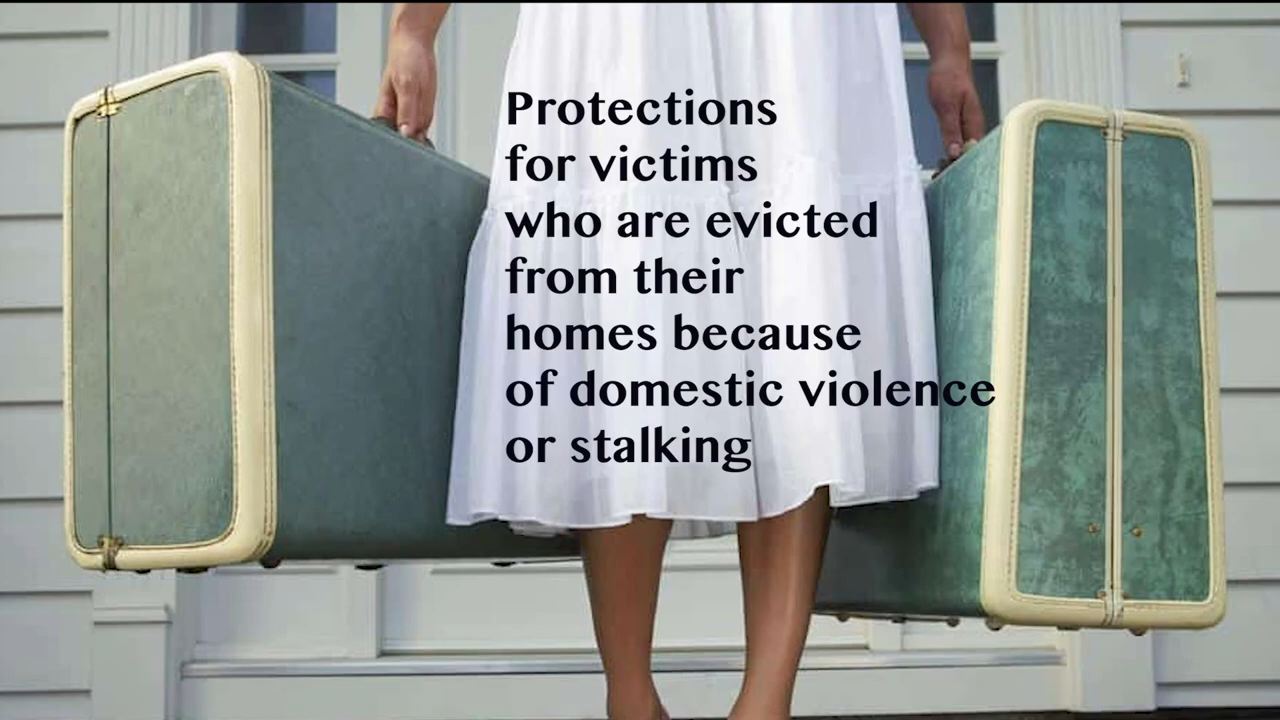 Protections
for victims
who are evicted
from their
homes because
of domestic violence
or stalking